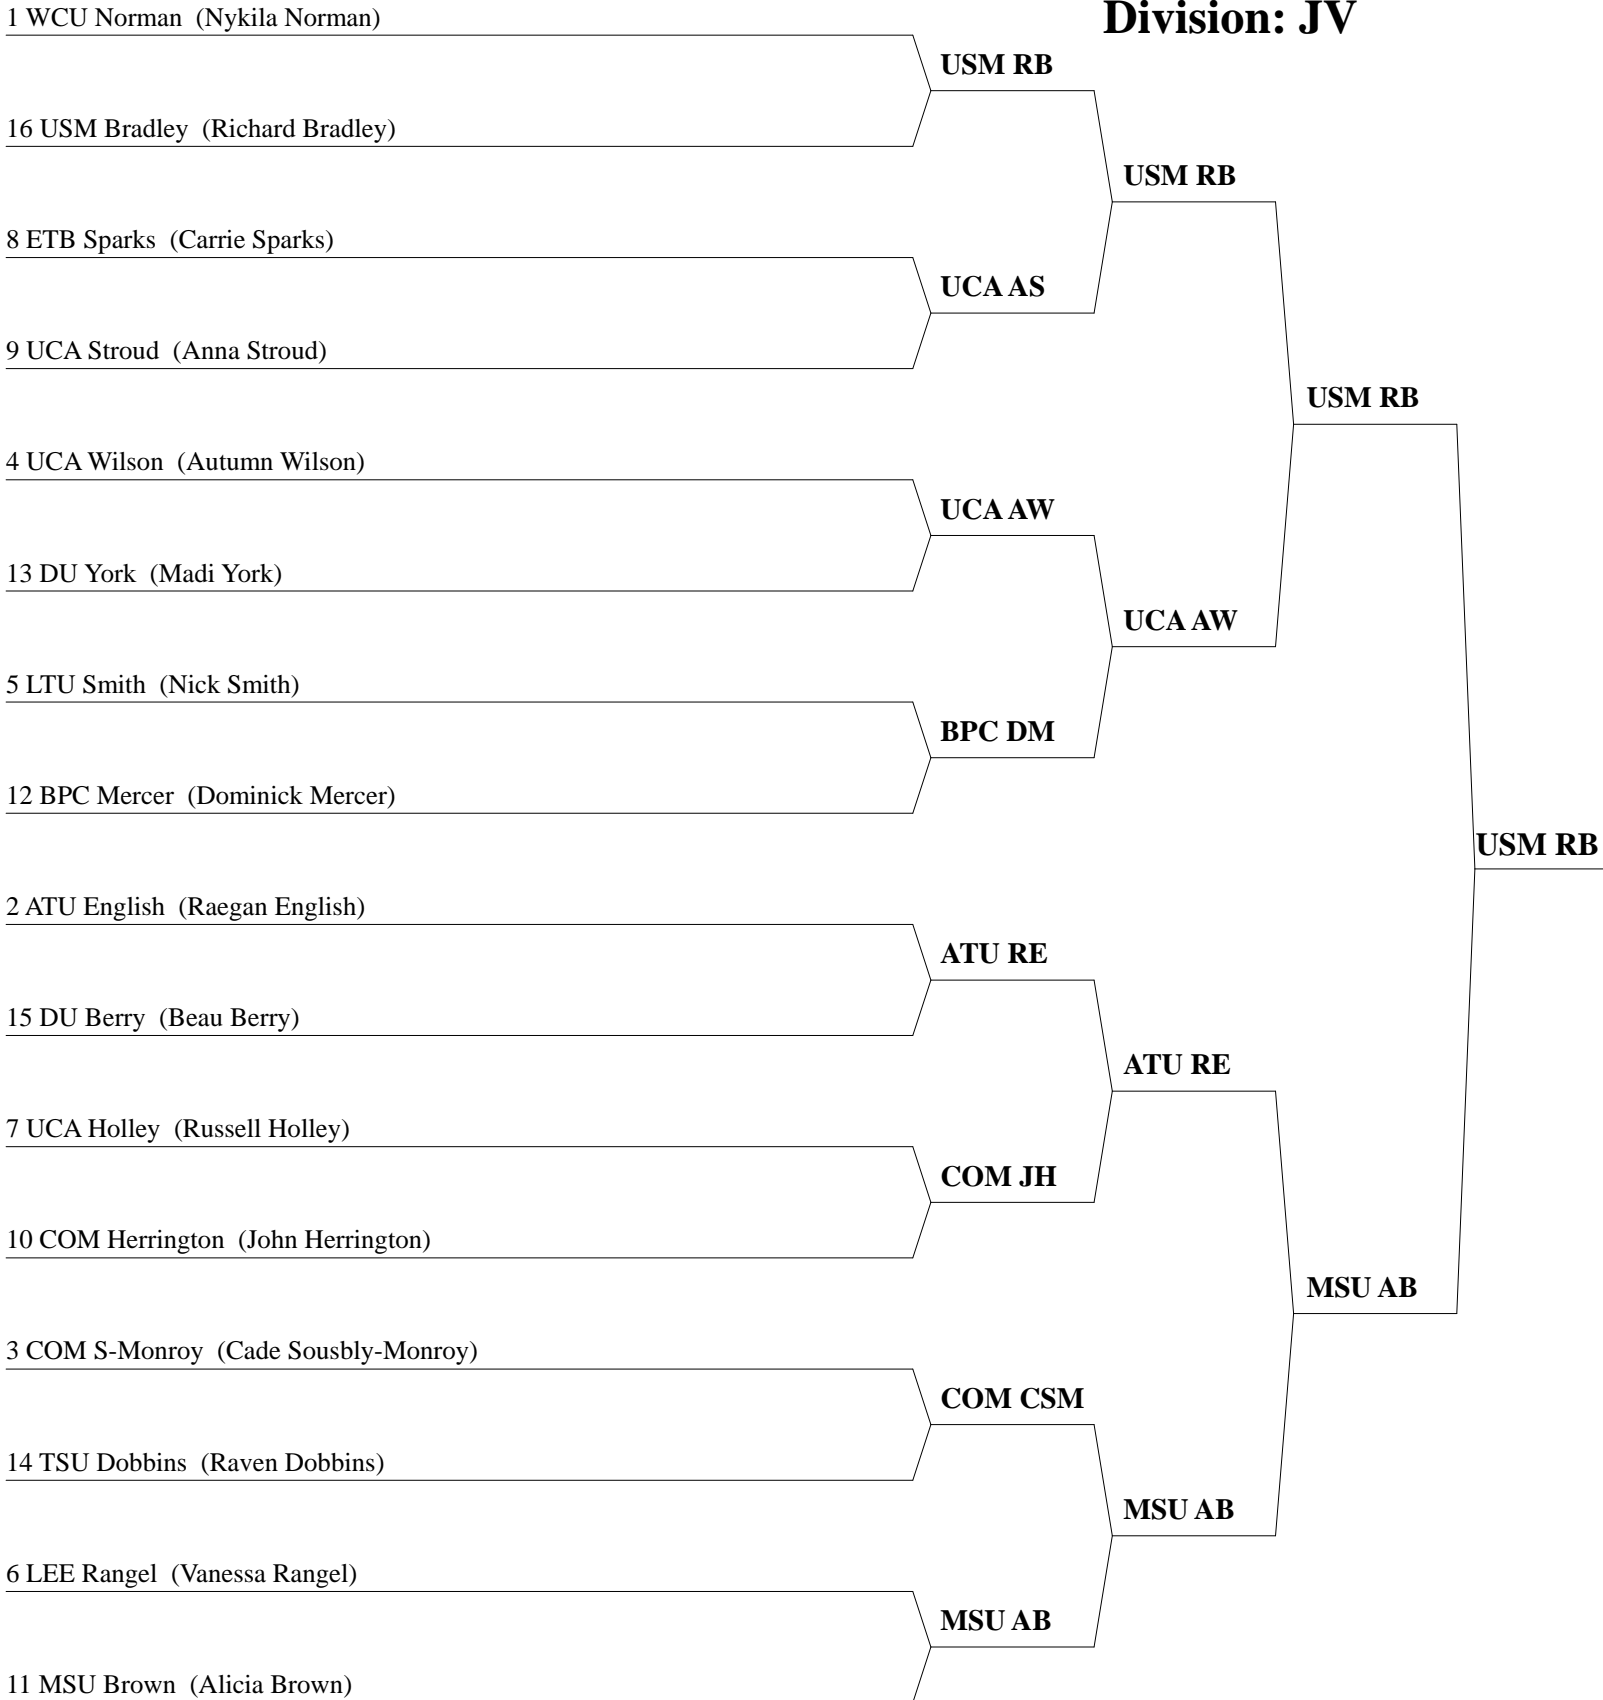 Division: JV
1 WCU Norman (Nykila Norman)
USM RB
16 USM Bradley (Richard Bradley)
USM RB
8 ETB Sparks (Carrie Sparks)
UCA AS
9 UCA Stroud (Anna Stroud)
USM RB
4 UCA Wilson (Autumn Wilson)
UCA AW
13 DU York (Madi York)
UCA AW
5 LTU Smith (Nick Smith)
BPC DM
12 BPC Mercer (Dominick Mercer)
USM RB
2 ATU English (Raegan English)
ATU RE
15 DU Berry (Beau Berry)
ATU RE
7 UCA Holley (Russell Holley)
COM JH
10 COM Herrington (John Herrington)
MSU AB
3 COM S-Monroy (Cade Sousbly-Monroy)
COM CSM
14 TSU Dobbins (Raven Dobbins)
MSU AB
6 LEE Rangel (Vanessa Rangel)
MSU AB
11 MSU Brown (Alicia Brown)